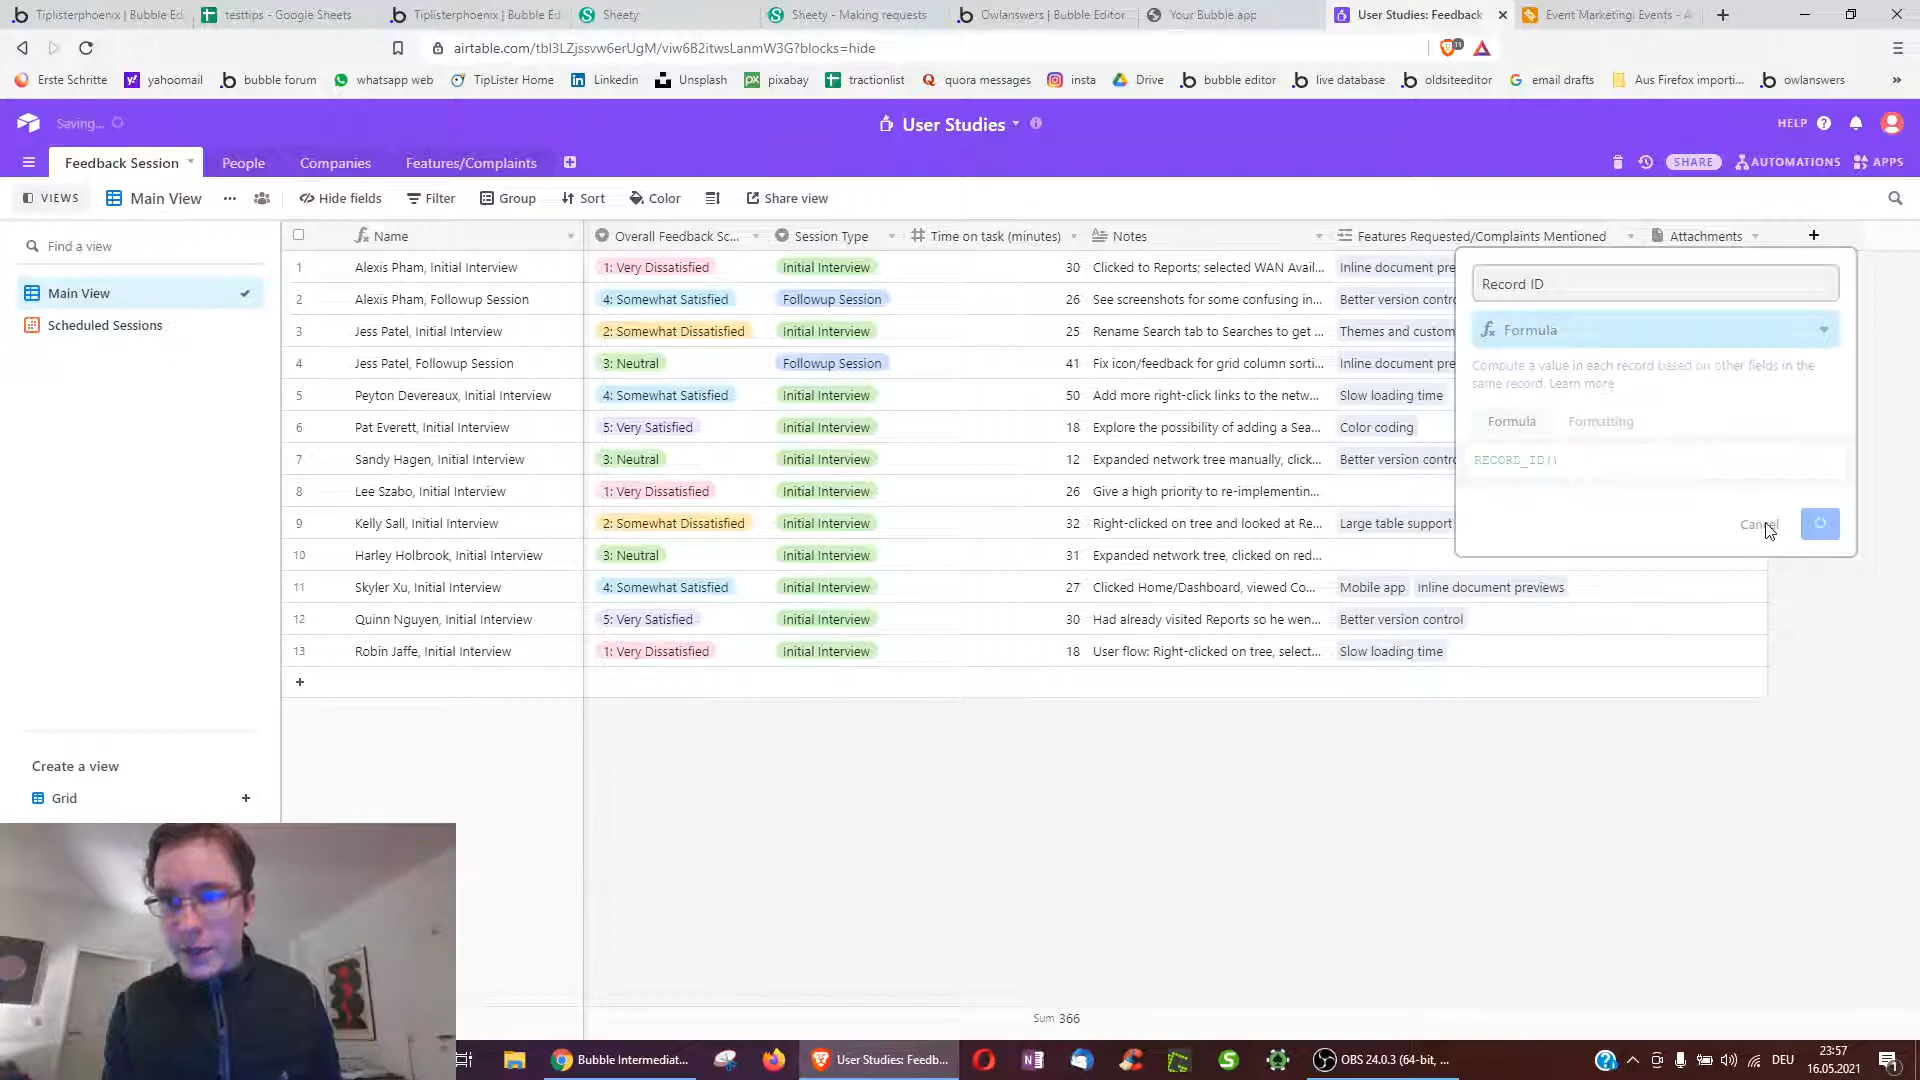 Tiplisterphoenix | Bubble Ed
testtips - Google Sheets
Tiplisterphoenix | Bubble Ed
Sheety
Sheety - Making requests
Owlanswers | Bubble Editor
Your Bubble app
User Studies: Feedback
Event Marketing: Events - A
airtable.com/tbl3LZjssvw6erUgM/viw6B2itwsLanmW3G?blocks=hide
Erste Schritte
yahoomail
bubble forum
whatsapp web
TipLister Home
Linkedin
Unsplash
pixabay
tractionlist
quora messages
insta
Drive
bubble editor
live database
oldsiteeditor
email drafts
Aus Firefox importi...
owlanswers
Saving...
User Studies
HELP
Feedback Session
People
Companies
Features/Complaints
SHARE
AUTOMATIONS
APPS
VIEWS
Main View
Hide fields
Filter
Group
Sort
Color
Share view
Find a view
Main View
Scheduled Sessions
Create a view
Grid
Name Overall Feedback Sc... Session Type Time on task (minutes) Notes Features Requested/Complaints Mentioned Attachments
1 Alexis Pham, Initial Interview 1: Very Dissatisfied Initial Interview 30 Clicked to Reports; selected WAN Avail... Inline document pre
2 Alexis Pham, Followup Session 4: Somewhat Satisfied Followup Session 26 See screenshots for some confusing in... Better version contro
3 Jess Patel, Initial Interview 2: Somewhat Dissatisfied Initial Interview 25 Rename Search tab to Searches to get ... Themes and custom
4 Jess Patel, Followup Session 3: Neutral Followup Session 41 Fix icon/feedback for grid column sorti... Inline document pre
5 Peyton Devereaux, Initial Interview 4: Somewhat Satisfied Initial Interview 50 Add more right-click links to the netw... Slow loading time
6 Pat Everett, Initial Interview 5: Very Satisfied Initial Interview 18 Explore the possibility of adding a Sea... Color coding
7 Sandy Hagen, Initial Interview 3: Neutral Initial Interview 12 Expanded network tree manually, click... Better version contro
8 Lee Szabo, Initial Interview 1: Very Dissatisfied Initial Interview 26 Give a high priority to re-implementin...
9 Kelly Sall, Initial Interview 2: Somewhat Dissatisfied Initial Interview 32 Right-clicked on tree and looked at Re... Large table support
10 Harley Holbrook, Initial Interview 3: Neutral Initial Interview 31 Expanded network tree, clicked on red...
11 Skyler Xu, Initial Interview 4: Somewhat Satisfied Initial Interview 27 Clicked Home/Dashboard, viewed Co... Mobile app Inline document previews
12 Quinn Nguyen, Initial Interview 5: Very Satisfied Initial Interview 30 Had already visited Reports so he wen... Better version control
13 Robin Jaffe, Initial Interview 1: Very Dissatisfied Initial Interview 18 User flow: Right-clicked on tree, select... Slow loading time
Record ID
Formula
Compute a value in each record based on other fields in the
same record. Learn more
Formula Formatting
RECORD_ID()
Cancel
Sum 366
Bubble Intermediat...
User Studies: Feedb...
OBS 24.0.3 (64-bit, ...
DEU
23:57
16.05.2021